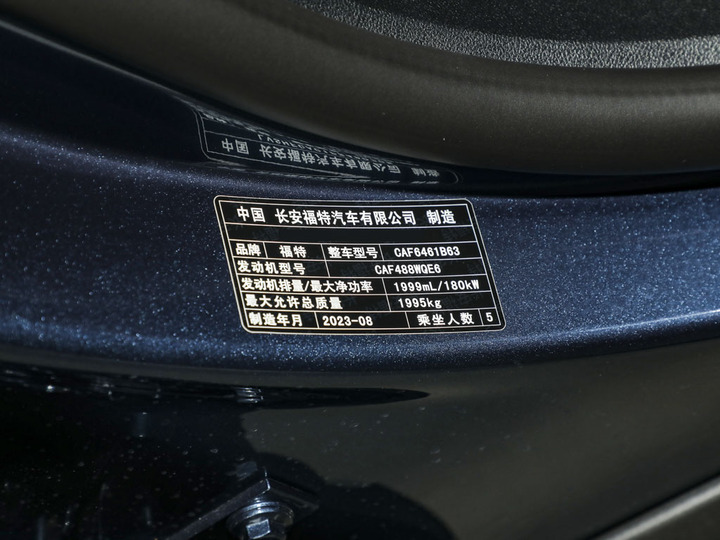 中国 长安福特汽车有限公司 制造
品牌 福特 整车型号 CAF6461B63
发动机型号 CAF488WQE6
发动机排量/最大净功率 1999mL/180kW
最大允许总质量 1995kg
制造年月 2023-08 乘坐人数 5